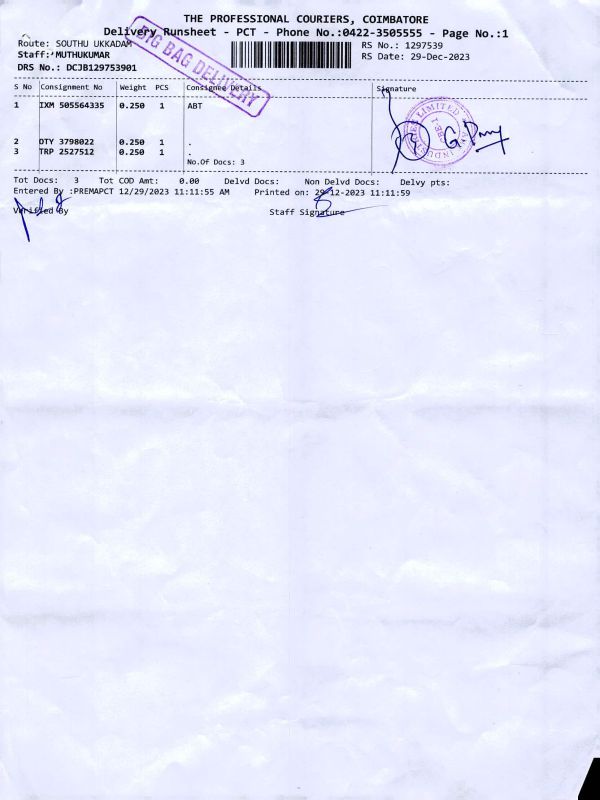 THE PROFESSIONAL COURIERS, COIMBATORE
Delivery Runsheet - PCT - Phone No.:0422-3505555 - Page No.:1
Route: SOUTHU UKKADAM
RS No.: 1297539
Staff: MUTHUKUMAR
RS Date: 29-Dec-2023
DRS No.: DCJB129753901
BIG BAG DELIVERY
S No Consignment No Weight PCS Consignee Details Signature
1 IXM 505564335 0.250 1 ABT
LIMITED
2 DTY 3798022 0.250 1 .
3 TRP 2527512 0.250 1 .
No.Of Docs: 3
Tot Docs: 3 Tot COD Amt: 0.00 Delvd Docs: Non Delvd Docs: Delvy pts:
Entered By :PREMAPCT 12/29/2023 11:11:55 AM Printed on: 29-12-2023 11:11:59
Verified By Staff Signature